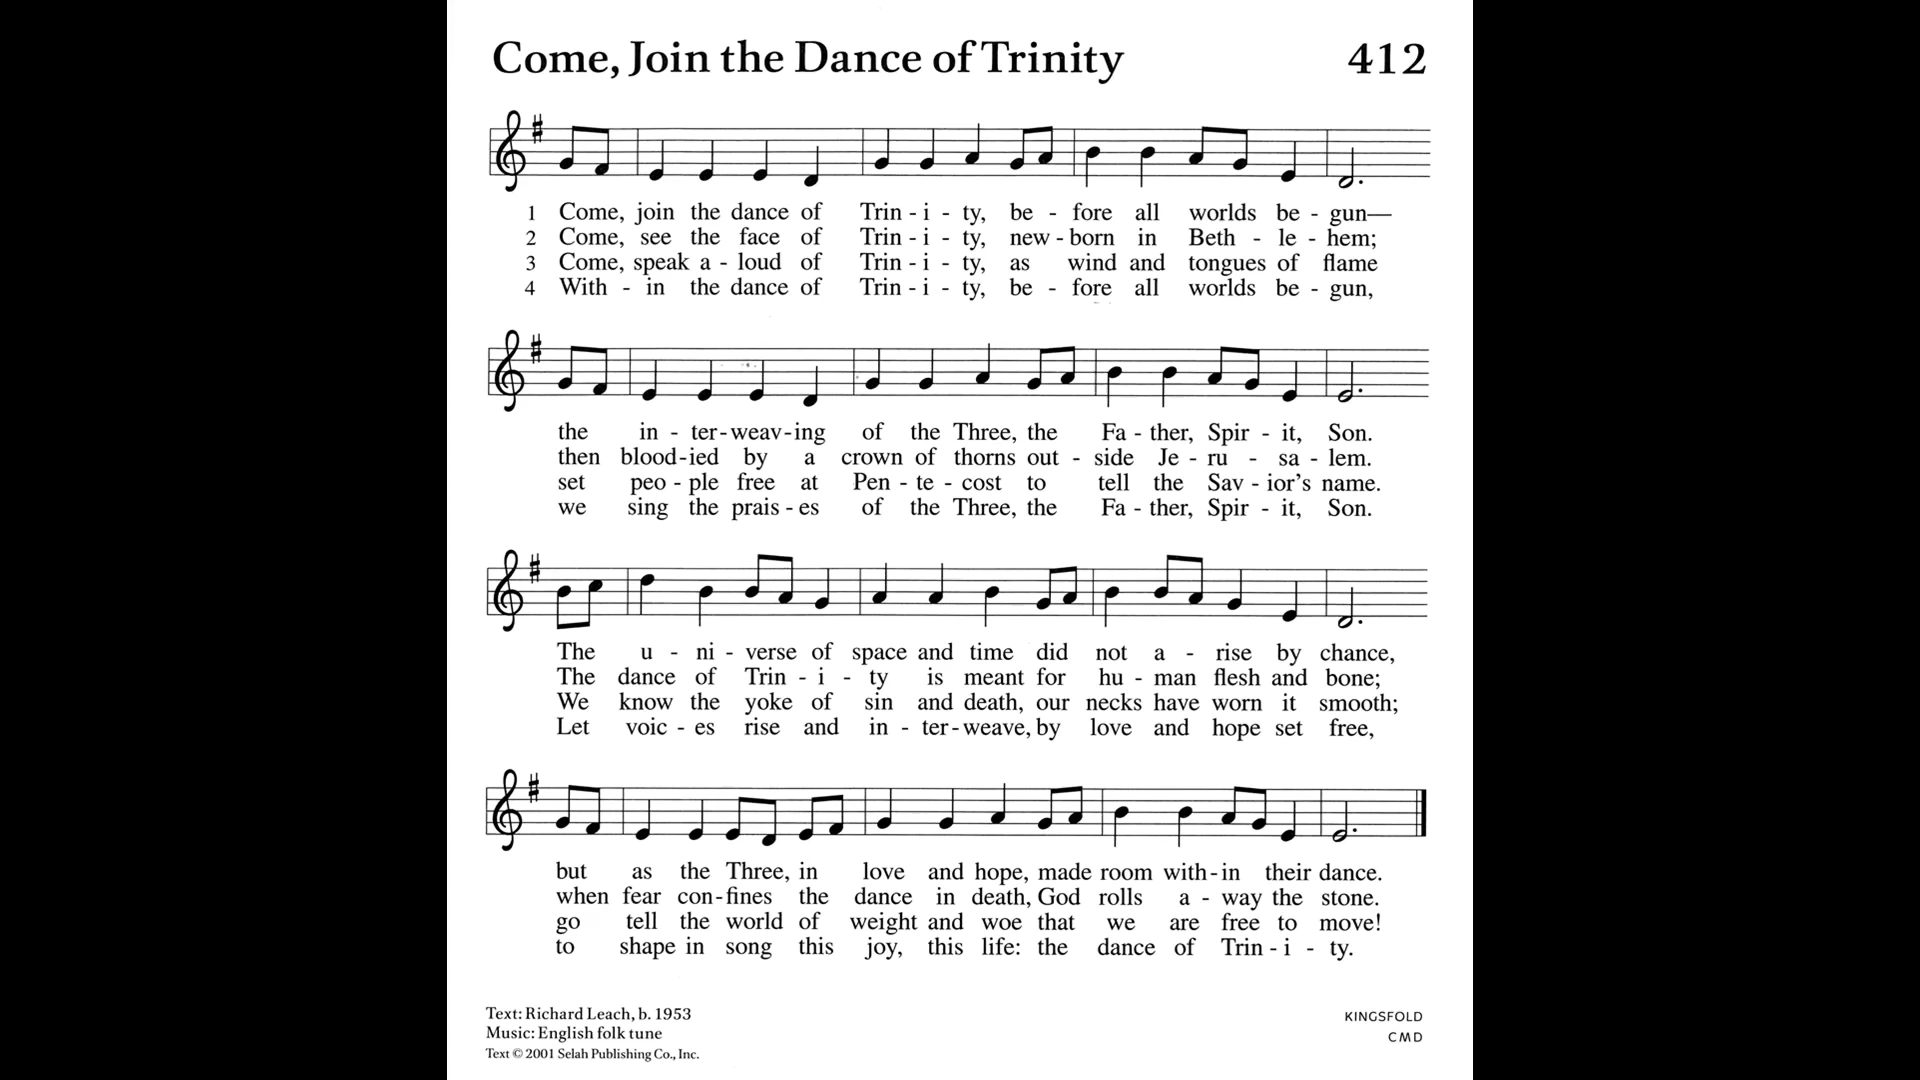 Come, Join the Dance of Trinity 412
1 Come, join the dance of Trin - i - ty, be - fore all worlds be - gun—
2 Come, see the face of Trin - i - ty, new - born in Beth - le - hem;
3 Come, speak a - loud of Trin - i - ty, as wind and tongues of flame
4 With - in the dance of Trin - i - ty, be - fore all worlds be - gun,
the in - ter - weav - ing of the Three, the Fa - ther, Spir - it, Son.
then blood - ied by a crown of thorns out - side Je - ru - sa - lem.
set peo - ple free at Pen - te - cost to tell the Sav - ior's name.
we sing the prais - es of the Three, the Fa - ther, Spir - it, Son.
The u - ni - verse of space and time did not a - rise by chance,
The dance of Trin - i - ty is meant for hu - man flesh and bone;
We know the yoke of sin and death, our necks have worn it smooth;
Let voic - es rise and in - ter - weave, by love and hope set free,
but as the Three, in love and hope, made room with - in their dance.
when fear con - fines the dance in death, God rolls a - way the stone.
go tell the world of weight and woe that we are free to move!
to shape in song this joy, this life: the dance of Trin - i - ty.
Text: Richard Leach, b. 1953
Music: English folk tune
Text © 2001 Selah Publishing Co., Inc.
KINGSFOLD
CMD